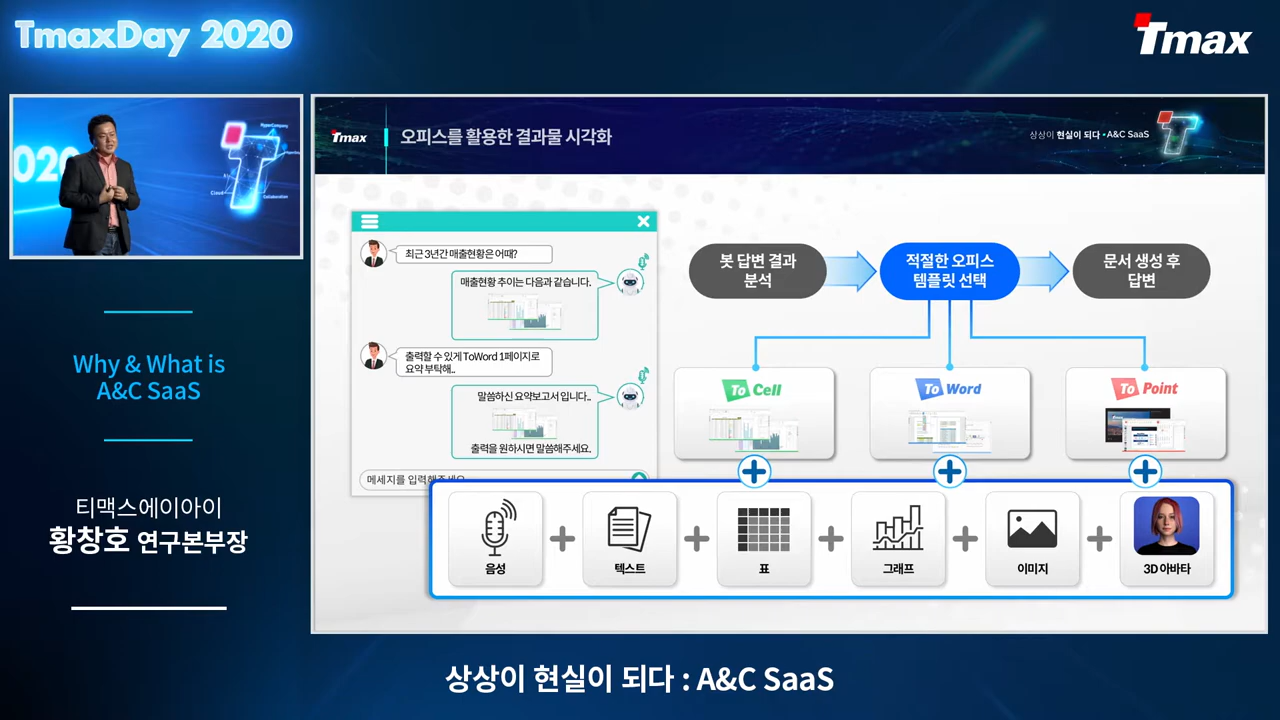 TmaxDay 2020
Tmax
2020
Why & What is
A&C SaaS
티맥스에이아이
황창호 연구본부장
Tmax
오피스를 활용한 결과물 시각화
상상이 현실이 되다 • A&C SaaS
최근 3년간 매출현황은 어때?
매출현황 추이는 다음과 같습니다.
출력할 수 있게 ToWord 1페이지로
요약 부탁해..
말씀하신 요약보고서 입니다..
출력을 원하시면 말씀해주세요.
메세지를 입력해주세요
봇 답변 결과
분석
적절한 오피스
템플릿 선택
문서 생성 후
답변
To Cell
To Word
To Point
음성
텍스트
표
그래프
이미지
3D 아바타
상상이 현실이 되다 : A&C SaaS